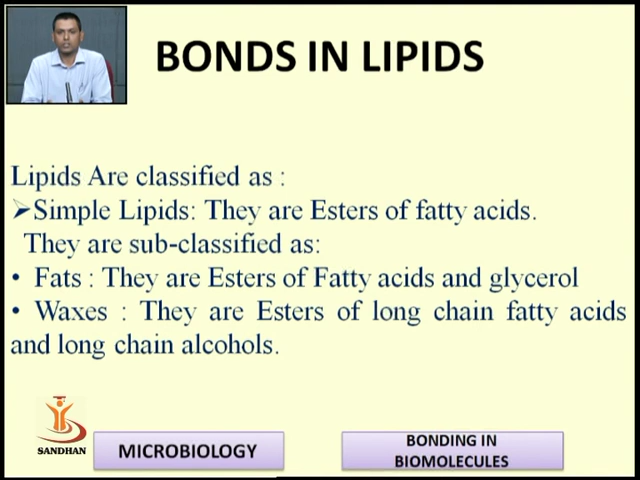 BONDS IN LIPIDS
Lipids Are classified as :
➢Simple Lipids: They are Esters of fatty acids.
They are sub-classified as:
• Fats : They are Esters of Fatty acids and glycerol
• Waxes : They are Esters of long chain fatty acids
and long chain alcohols.
SANDHAN
MICROBIOLOGY
BONDING IN
BIOMOLECULES